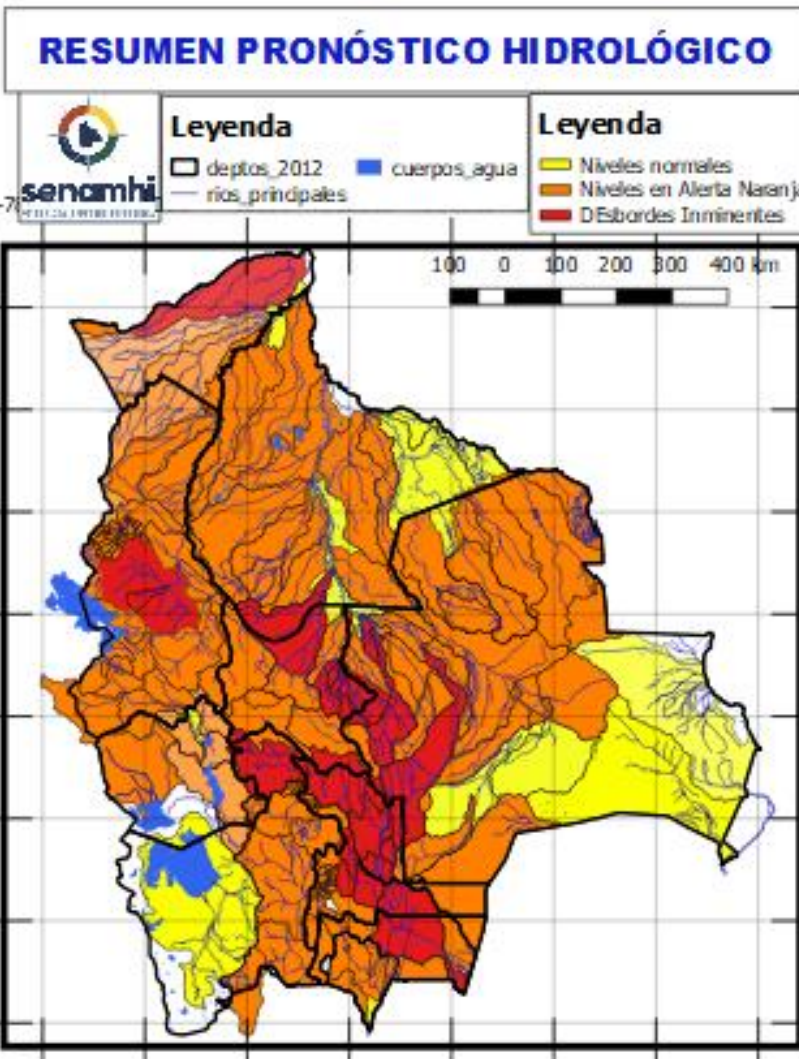 RESUMEN PRONÓSTICO HIDROLÓGICO
senamhi
Leyenda
deptos_2012
cuerpos_agua
rios_principales
Leyenda
Niveles normales
Niveles en Alerta Naranja
DEsbordes Inminentes
100 0 100 200 300 400 km